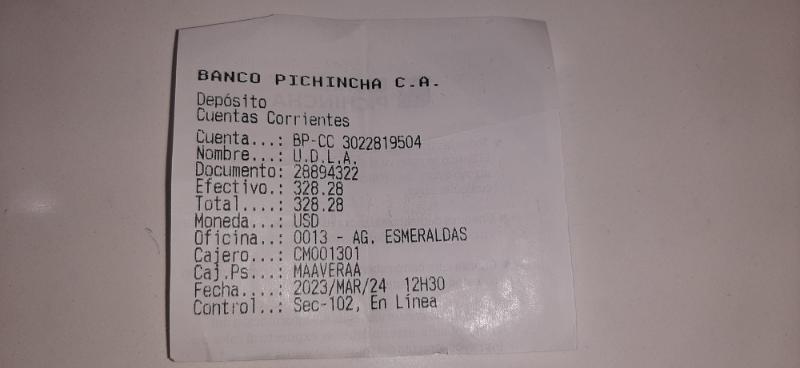 BANCO PICHINCHA C.A.
Depósito
Cuentas Corrientes
Cuenta...: BP-CC 3022819504
Nombre...: U.D.L.A.
Documento: 28894322
Efectivo.: 328.28
Total....: 328.28
Moneda...: USD
Oficina..: 0013 - AG. ESMERALDAS
Cajero...: CM001301
Caj.Ps...: MAAVERAA
Fecha....: 2023/MAR/24 12H30
Control..: Sec-102, En Línea